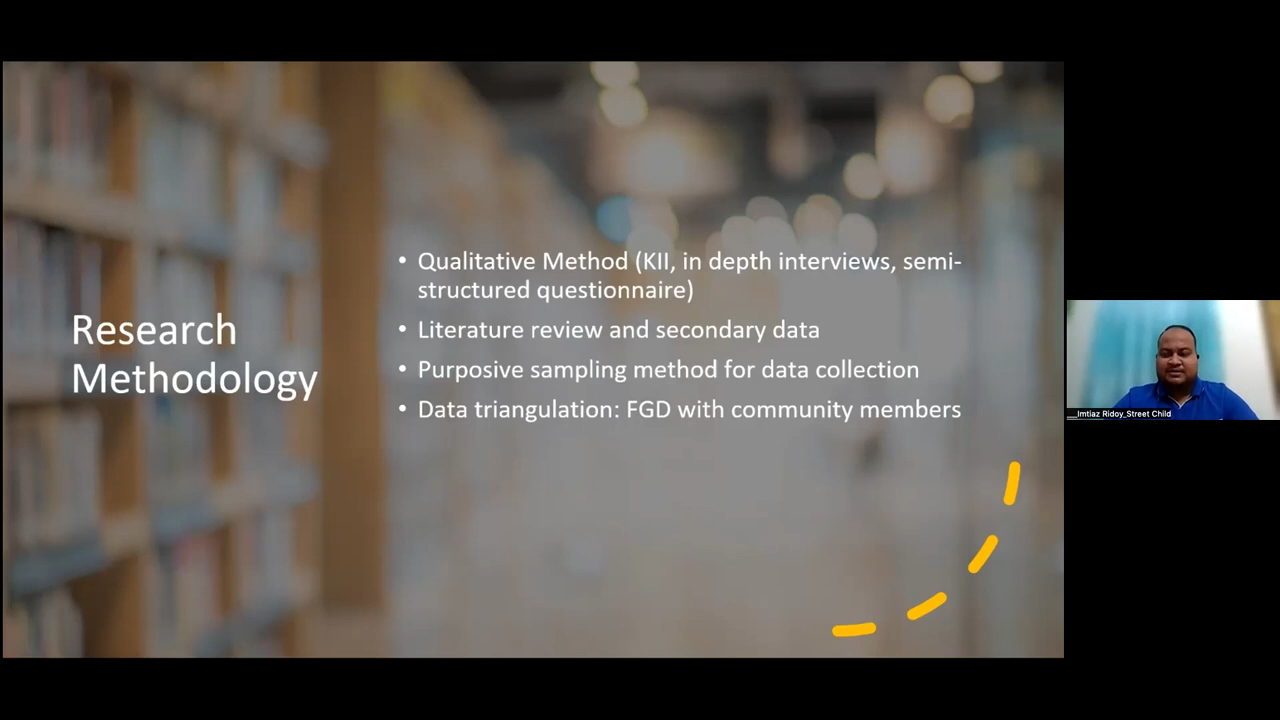 Research
Methodology
• Qualitative Method (KII, in depth interviews, semi-
structured questionnaire)
• Literature review and secondary data
• Purposive sampling method for data collection
• Data triangulation: FGD with community members
__Imtiaz Ridoy_Street Child